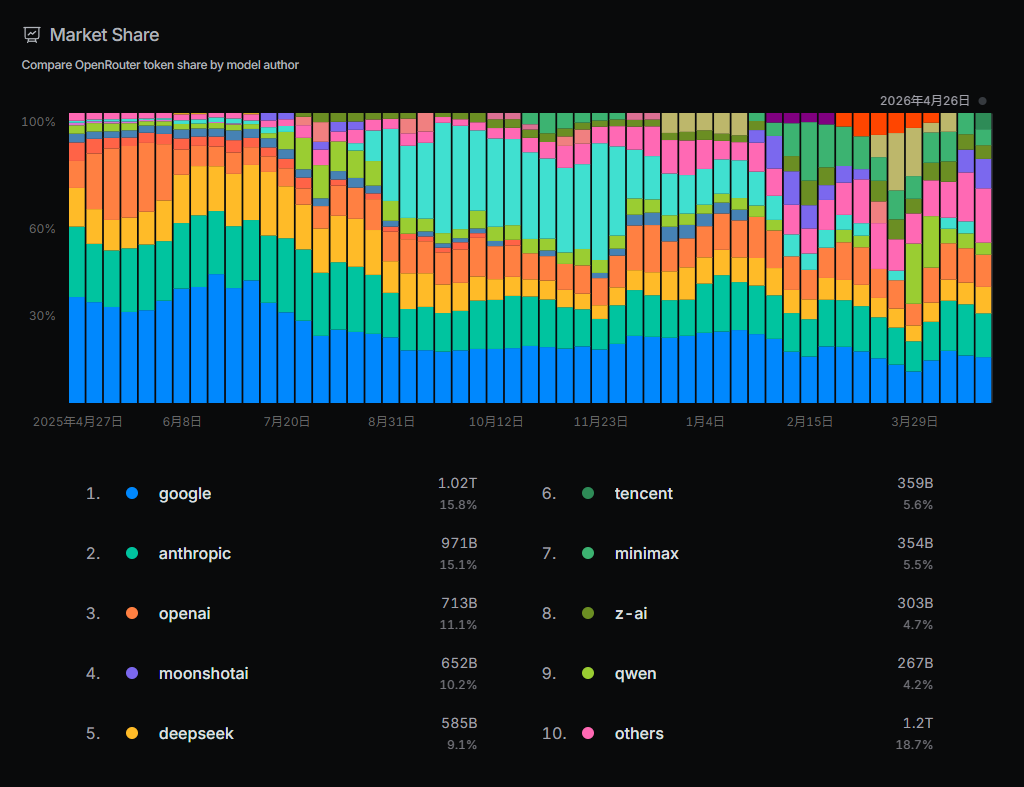 Market Share
Compare OpenRouter token share by model author
2026年4月26日
100%
60%
30%
2025年4月27日 6月8日 7月20日 8月31日 10月12日 11月23日 1月4日 2月15日 3月29日
1. google 1.02T
15.8%
2. anthropic 971B
15.1%
3. openai 713B
11.1%
4. moonshotai 652B
10.2%
5. deepseek 585B
9.1%
6. tencent 359B
5.6%
7. minimax 354B
5.5%
8. z-ai 303B
4.7%
9. qwen 267B
4.2%
10. others 1.2T
18.7%